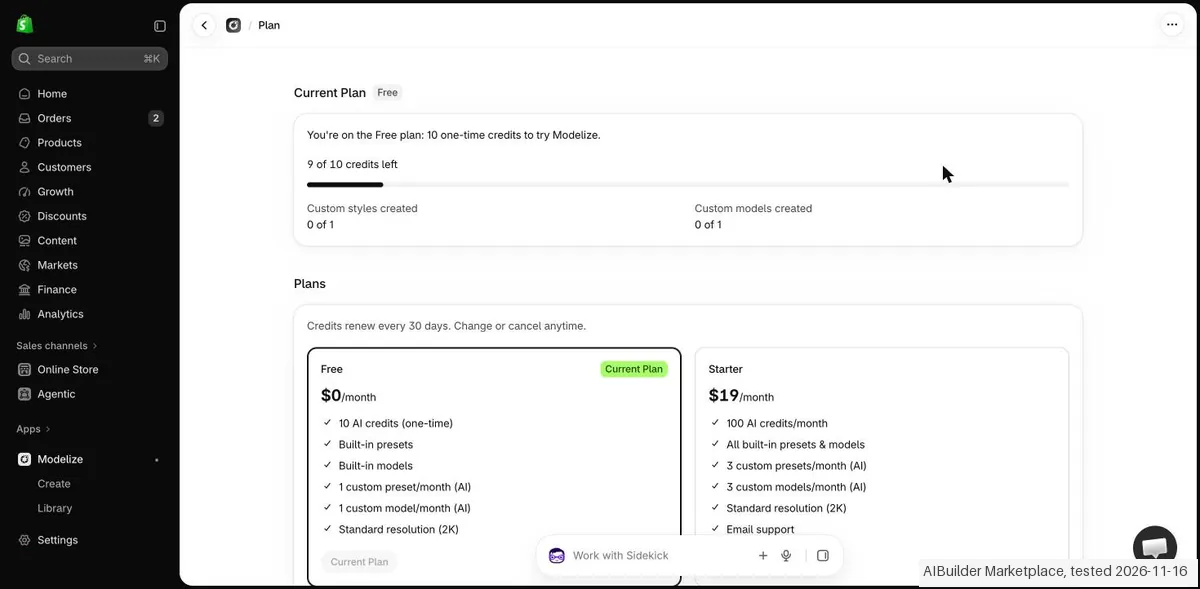 Plan
Search ⌘K
Home
Orders 2
Products
Customers
Growth
Discounts
Content
Markets
Finance
Analytics
Sales channels
Online Store
Agentic
Apps
Modelize
Create
Library
Settings
Current Plan Free
You're on the Free plan: 10 one-time credits to try Modelize.
9 of 10 credits left
Custom styles created
0 of 1
Custom models created
0 of 1
Plans
Credits renew every 30 days. Change or cancel anytime.
Free Current Plan
$0/month
10 AI credits (one-time)
Built-in presets
Built-in models
1 custom preset/month (AI)
1 custom model/month (AI)
Standard resolution (2K)
Current Plan
Starter
$19/month
100 AI credits/month
All built-in presets & models
3 custom presets/month (AI)
3 custom models/month (AI)
Standard resolution (2K)
Email support
Work with Sidekick
AIBuilder Marketplace, tested 2026-11-16